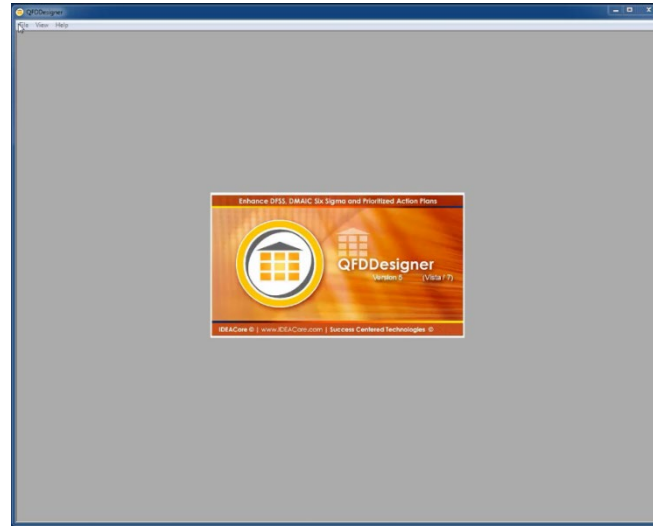 QFDDesigner
File View Help
Enhance DFSS, DMAIC Six Sigma and Prioritized Action Plans
QFDDesigner
Version 5 (Vista / 7)
IDEACore © | www.IDEACore.com | Success Centered Technologies ©